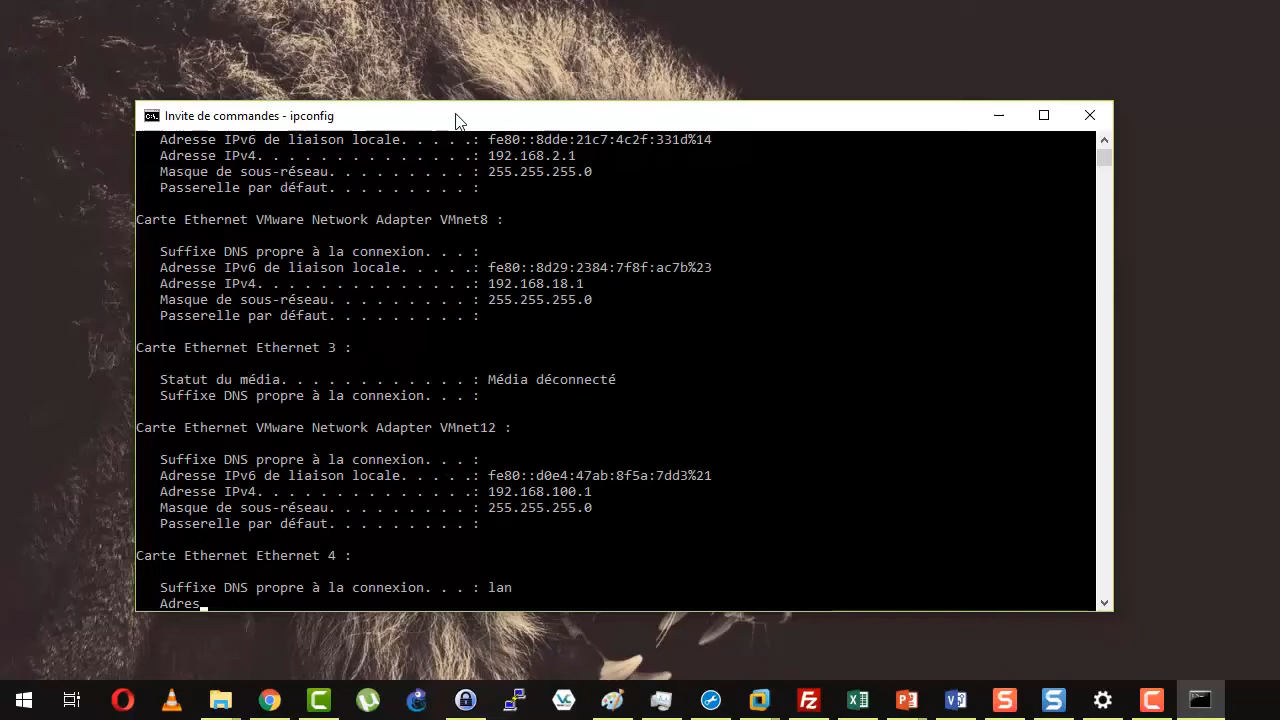 Invite de commandes - ipconfig
Adresse IPv6 de liaison locale. . . . .: fe80::8dde:21c7:4c2f:331d%14
Adresse IPv4. . . . . . . . . . . . . .: 192.168.2.1
Masque de sous-réseau. . . . . . . . . : 255.255.255.0
Passerelle par défaut. . . . . . . . . :
Carte Ethernet VMware Network Adapter VMnet8 :
Suffixe DNS propre à la connexion. . . :
Adresse IPv6 de liaison locale. . . . .: fe80::8d29:2384:7f8f:ac7b%23
Adresse IPv4. . . . . . . . . . . . . .: 192.168.18.1
Masque de sous-réseau. . . . . . . . . : 255.255.255.0
Passerelle par défaut. . . . . . . . . :
Carte Ethernet Ethernet 3 :
Statut du média. . . . . . . . . . . . : Média déconnecté
Suffixe DNS propre à la connexion. . . :
Carte Ethernet VMware Network Adapter VMnet12 :
Suffixe DNS propre à la connexion. . . :
Adresse IPv6 de liaison locale. . . . .: fe80::d0e4:47ab:8f5a:7dd3%21
Adresse IPv4. . . . . . . . . . . . . .: 192.168.100.1
Masque de sous-réseau. . . . . . . . . : 255.255.255.0
Passerelle par défaut. . . . . . . . . :
Carte Ethernet Ethernet 4 :
Suffixe DNS propre à la connexion. . . : lan
Adres